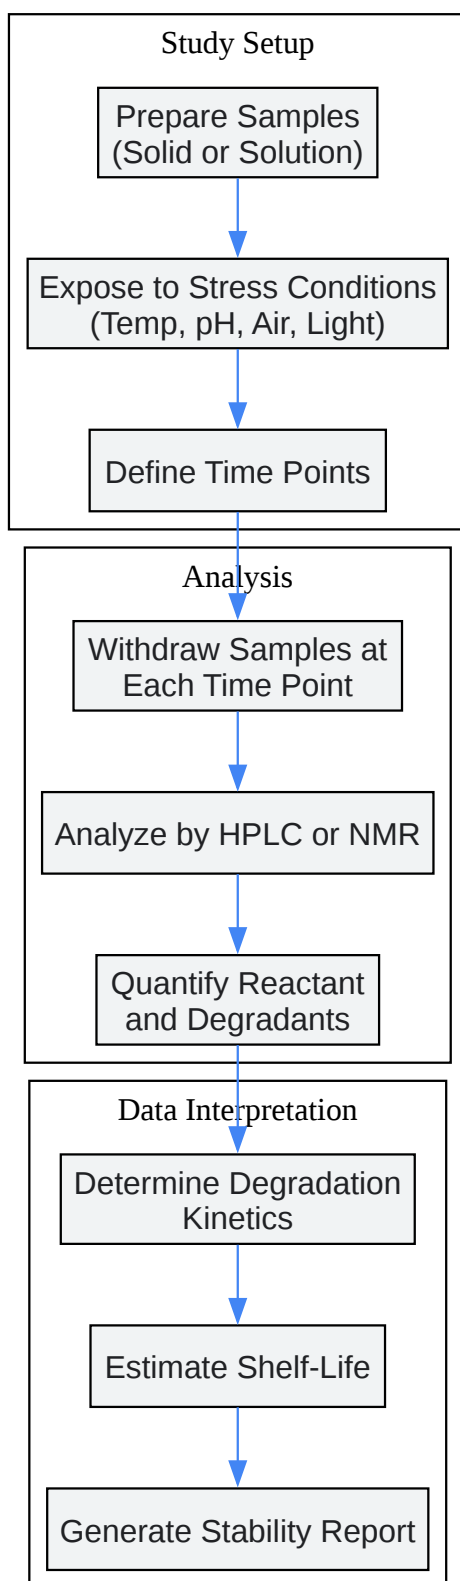 Study Setup
Prepare Samples
(Solid or Solution)
Expose to Stress Conditions
(Temp, pH, Air, Light)
Define Time Points
Analysis
Withdraw Samples at
Each Time Point
Analyze by HPLC or NMR
Quantify Reactant
and Degradants
Data Interpretation
Determine Degradation
Kinetics
Estimate Shelf-Life
Generate Stability Report